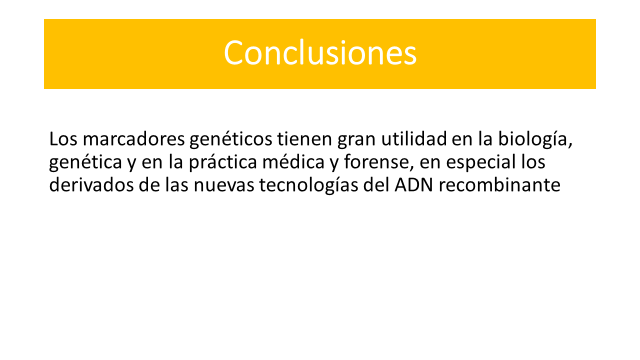 Conclusiones
Los marcadores genéticos tienen gran utilidad en la biología,
genética y en la práctica médica y forense, en especial los
derivados de las nuevas tecnologías del ADN recombinante